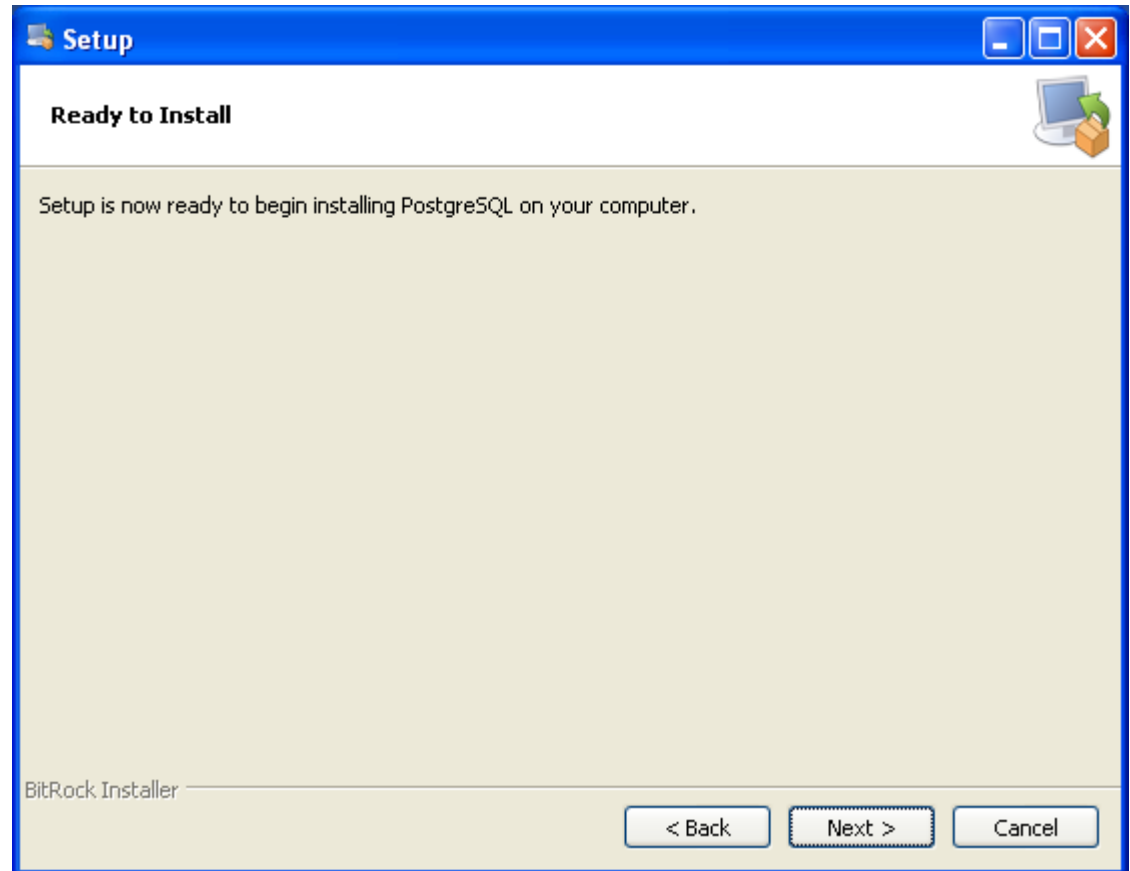 Setup
Ready to Install
Setup is now ready to begin installing PostgreSQL on your computer.
BitRock Installer
< Back Next > Cancel